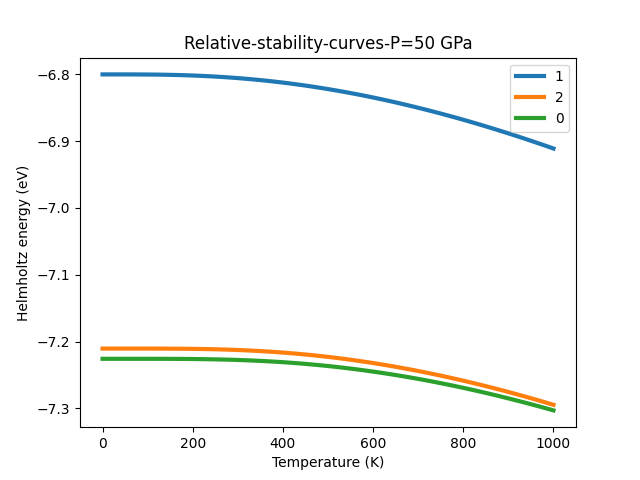 Relative-stability-curves-P=50 GPa
1
2
0
−6.8
−6.9
−7.0
−7.1
−7.2
−7.3
Helmholtz energy (eV)
0 200 400 600 800 1000
Temperature (K)